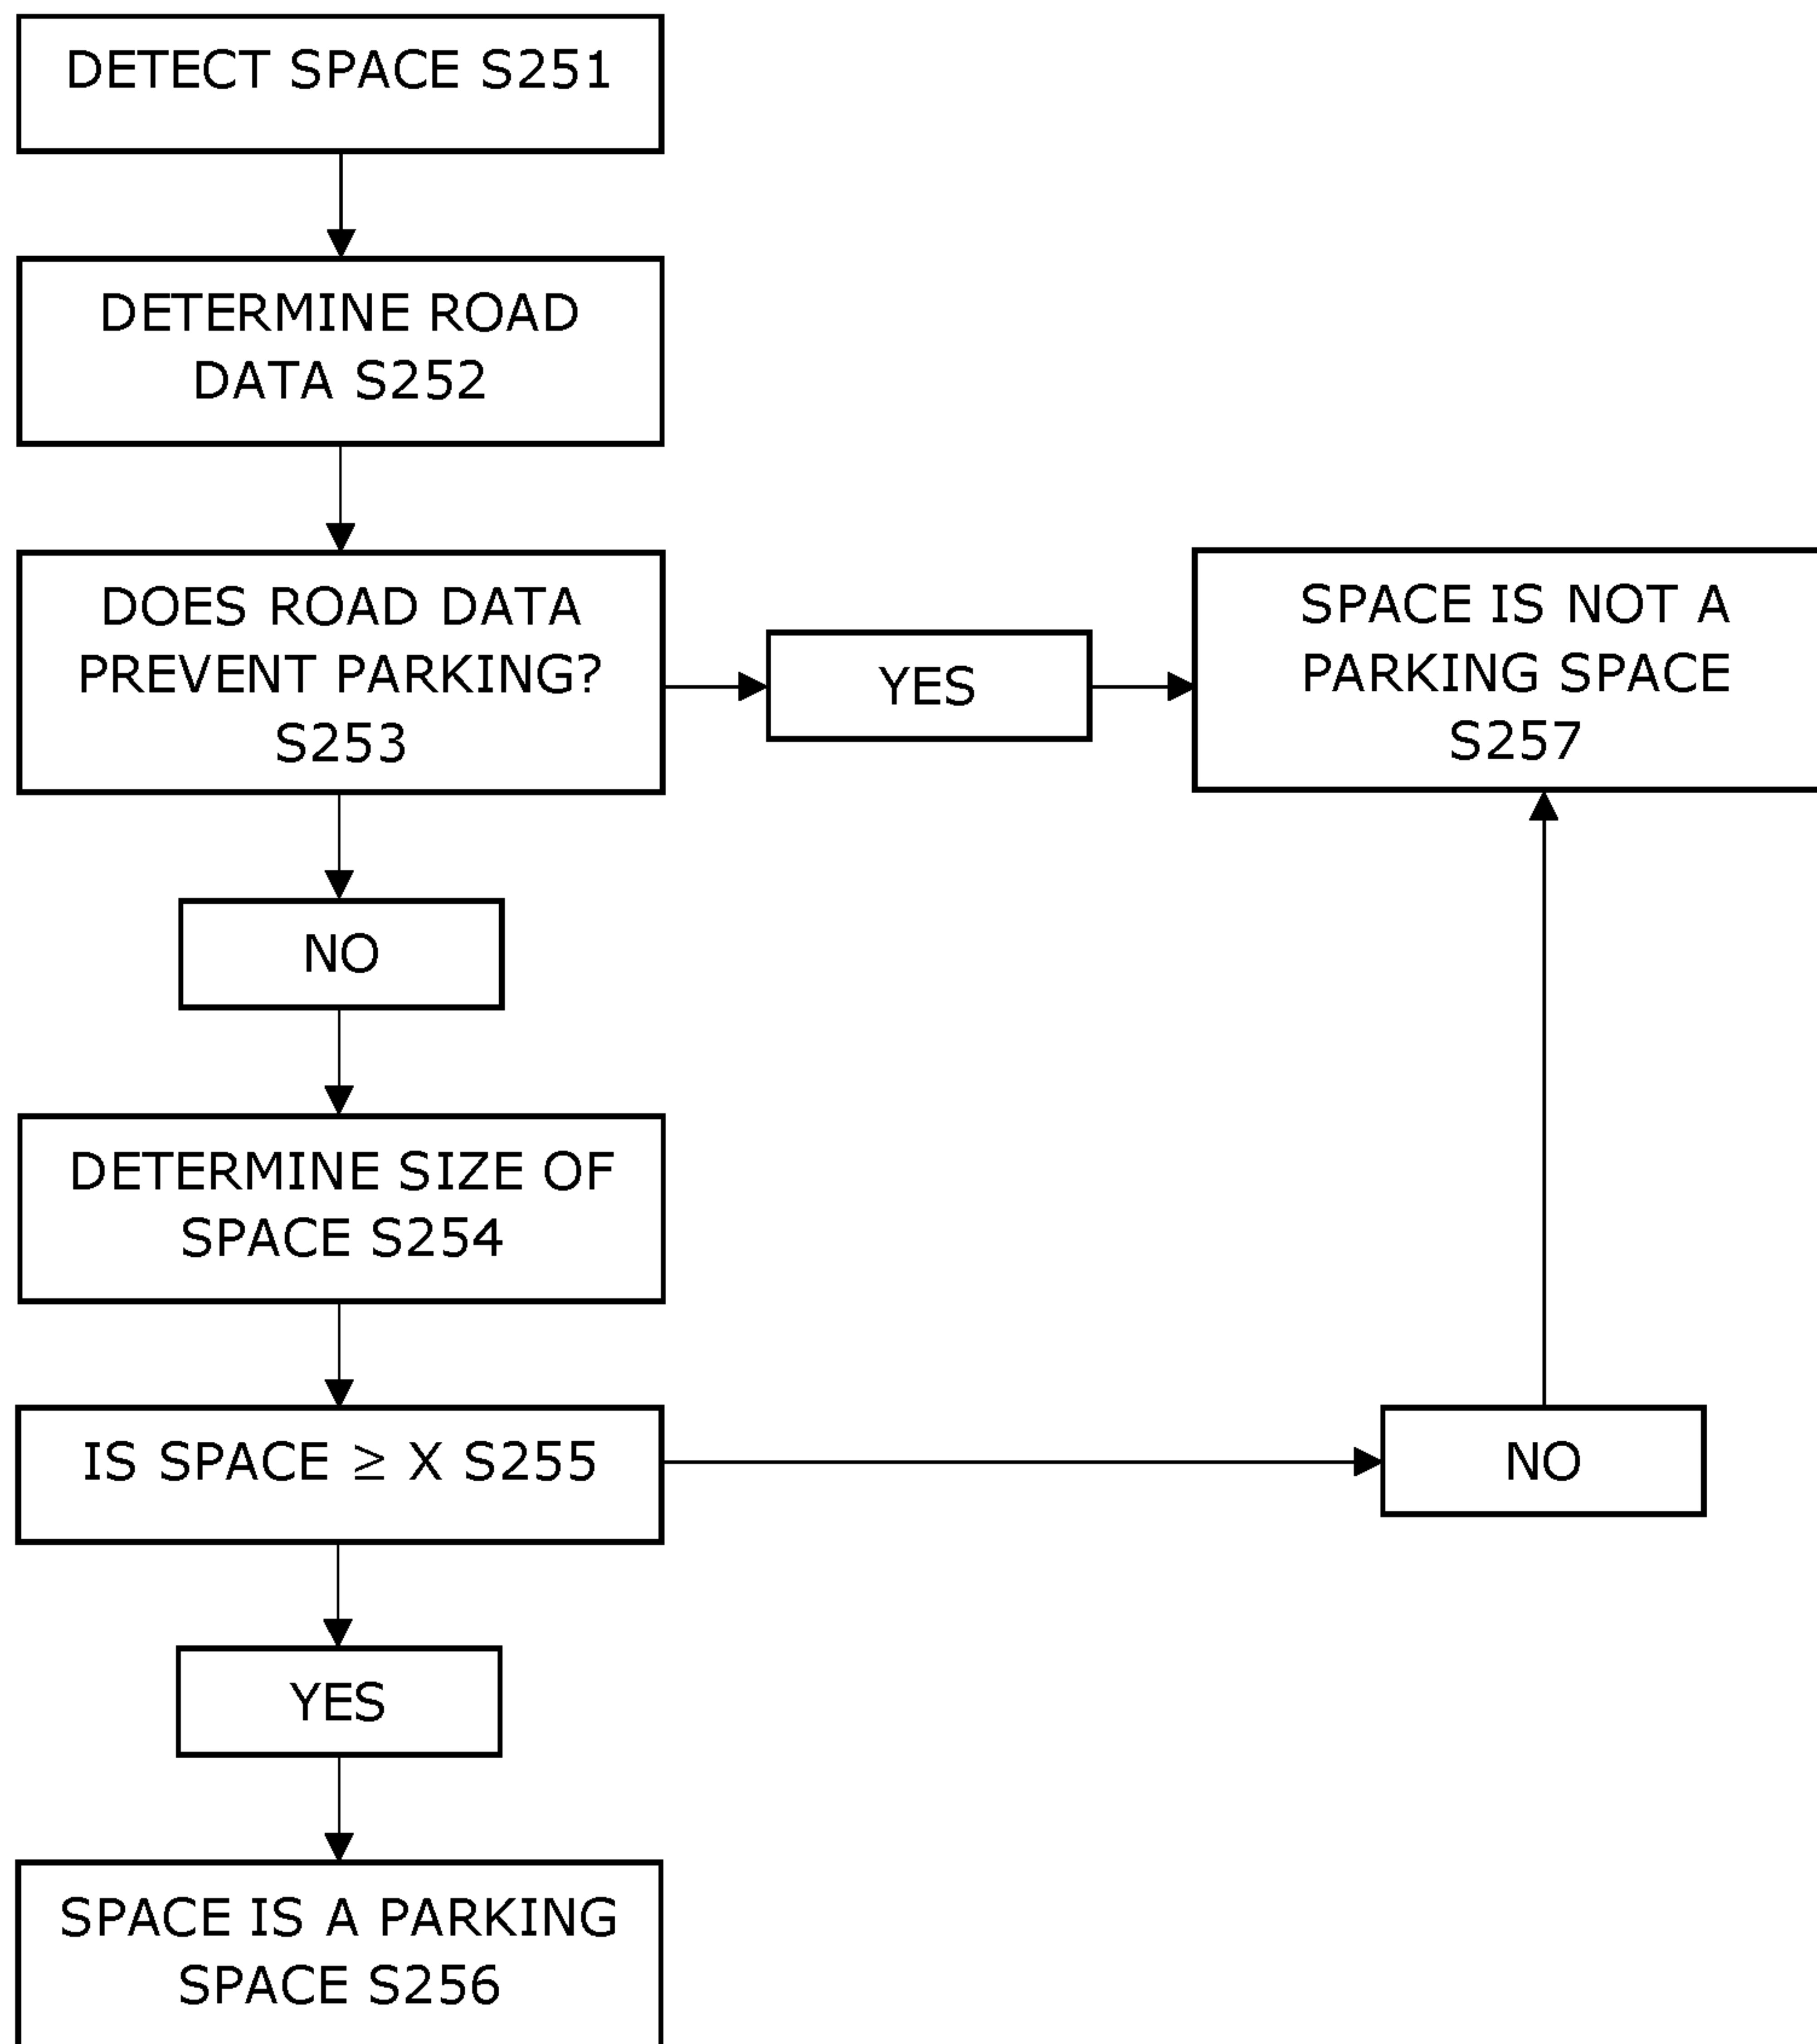 DETECT SPACE S251
DETERMINE ROAD
DATA S252
DOES ROAD DATA
PREVENT PARKING?
S253
YES
SPACE IS NOT A
PARKING SPACE
S257
NO
DETERMINE SIZE OF
SPACE S254
IS SPACE ≥ X S255
NO
YES
SPACE IS A PARKING
SPACE S256